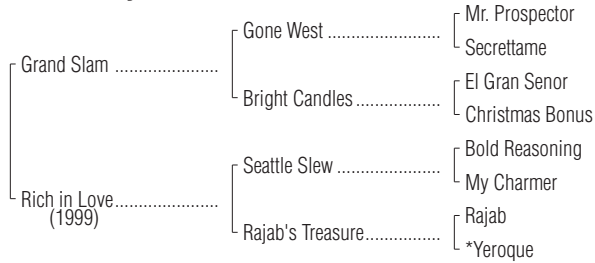 Mr. Prospector
Gone West .....................
Secrettame
Grand Slam .....................
El Gran Senor
Bright Candles .............
Christmas Bonus
Bold Reasoning
Seattle Slew ...................
My Charmer
Rich in Love.....................
(1999)
Rajab
Rajab's Treasure..............
*Yeroque